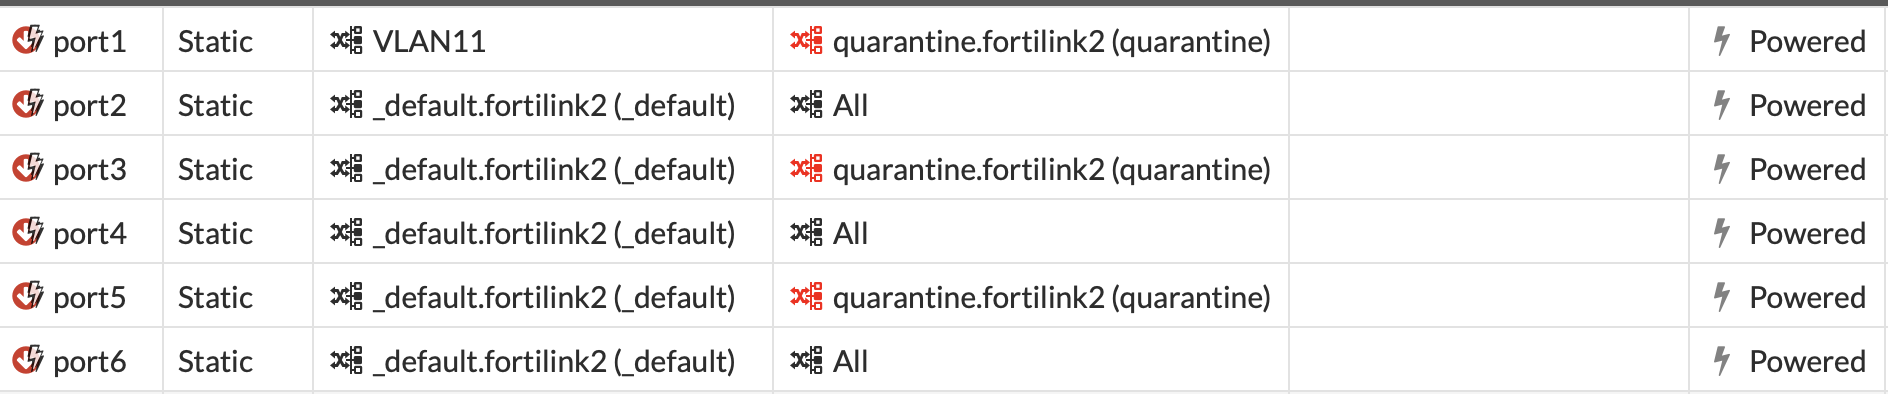 port1 Static VLAN11 quarantine.fortilink2 (quarantine) Powered
port2 Static _default.fortilink2 (_default) All Powered
port3 Static _default.fortilink2 (_default) quarantine.fortilink2 (quarantine) Powered
port4 Static _default.fortilink2 (_default) All Powered
port5 Static _default.fortilink2 (_default) quarantine.fortilink2 (quarantine) Powered
port6 Static _default.fortilink2 (_default) All Powered